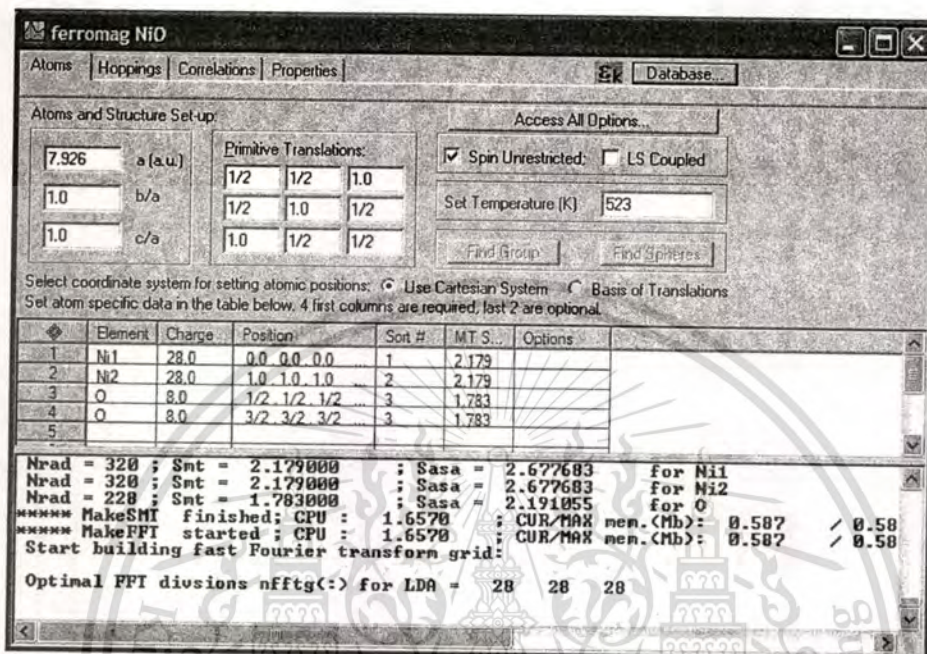 ferromag NiO
Atoms Hoppings Correlations Properties Database...
Atoms and Structure Set-up: Access All Options...
7.926 a (a.u.) Primitive Translations: Spin Unrestricted: LS Coupled
1/2 1/2 1.0
1.0 b/a 1/2 1.0 1/2 Set Temperature (K) 523
1.0 c/a 1.0 1/2 1/2 Find Group Find Spheres
Select coordinate system for setting atomic positions: Use Cartesian System Basis of Translations
Set atom specific data in the table below. 4 first columns are required, last 2 are optional.
Element Charge Position Sort # MT S... Options
1 Ni1 28.0 0.0 . 0.0 . 0.0 ... 1 2.179
2 Ni2 28.0 1.0 . 1.0 . 1.0 ... 2 2.179
3 O 8.0 1/2 . 1/2 . 1/2 ... 3 1.783
4 O 8.0 3/2 . 3/2 . 3/2 ... 3 1.783
5
Nrad = 320 ; Smt = 2.179000 ; Sasa = 2.677683 for Ni1
Nrad = 320 ; Smt = 2.179000 ; Sasa = 2.677683 for Ni2
Nrad = 228 ; Smt = 1.783000 ; Sasa = 2.191055 for O
***** MakeSMT finished; CPU : 1.6570 ; CUR/MAX mem.(Mb): 0.587 / 0.58
***** MakeFFT started ; CPU : 1.6570 ; CUR/MAX mem.(Mb): 0.587 / 0.58
Start building fast Fourier transform grid:
Optimal FFT divsions nfftg(:) for LDA = 28 28 28